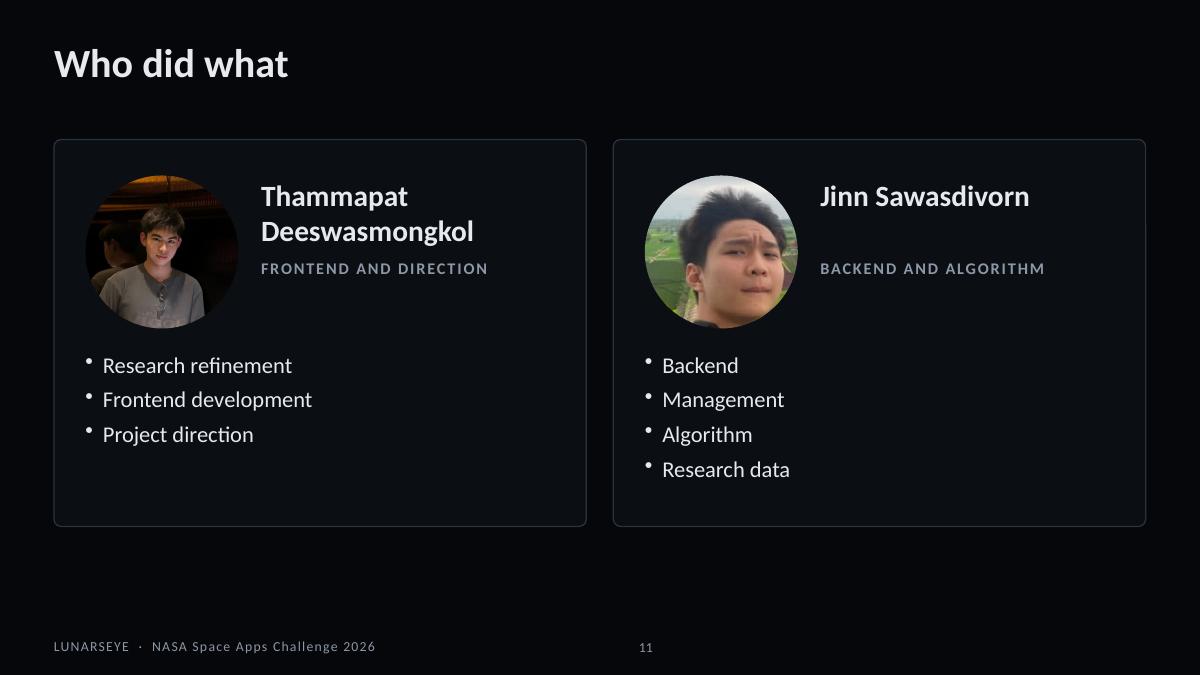 Who did what
Thammapat
Deeswasmongkol
FRONTEND AND DIRECTION
• Research refinement
• Frontend development
• Project direction
Jinn Sawasdivorn
BACKEND AND ALGORITHM
• Backend
• Management
• Algorithm
• Research data
LUNARSEYE · NASA Space Apps Challenge 2026
11